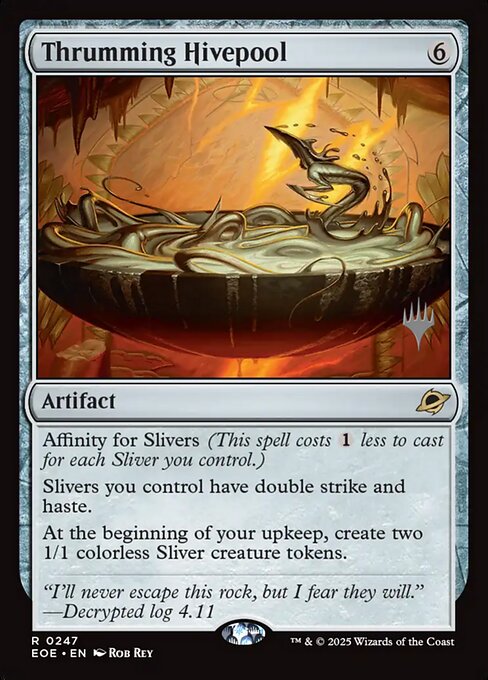 Thrumming Hivepool 6
Artifact
Affinity for Slivers (This spell costs 1 less to cast
for each Sliver you control.)
Slivers you control have double strike and
haste.
At the beginning of your upkeep, create two
1/1 colorless Sliver creature tokens.
“I’ll never escape this rock, but I fear they will.”
—Decrypted log 4.11
R 0247
EOE • EN Rob Rey
™ & © 2025 Wizards of the Coast